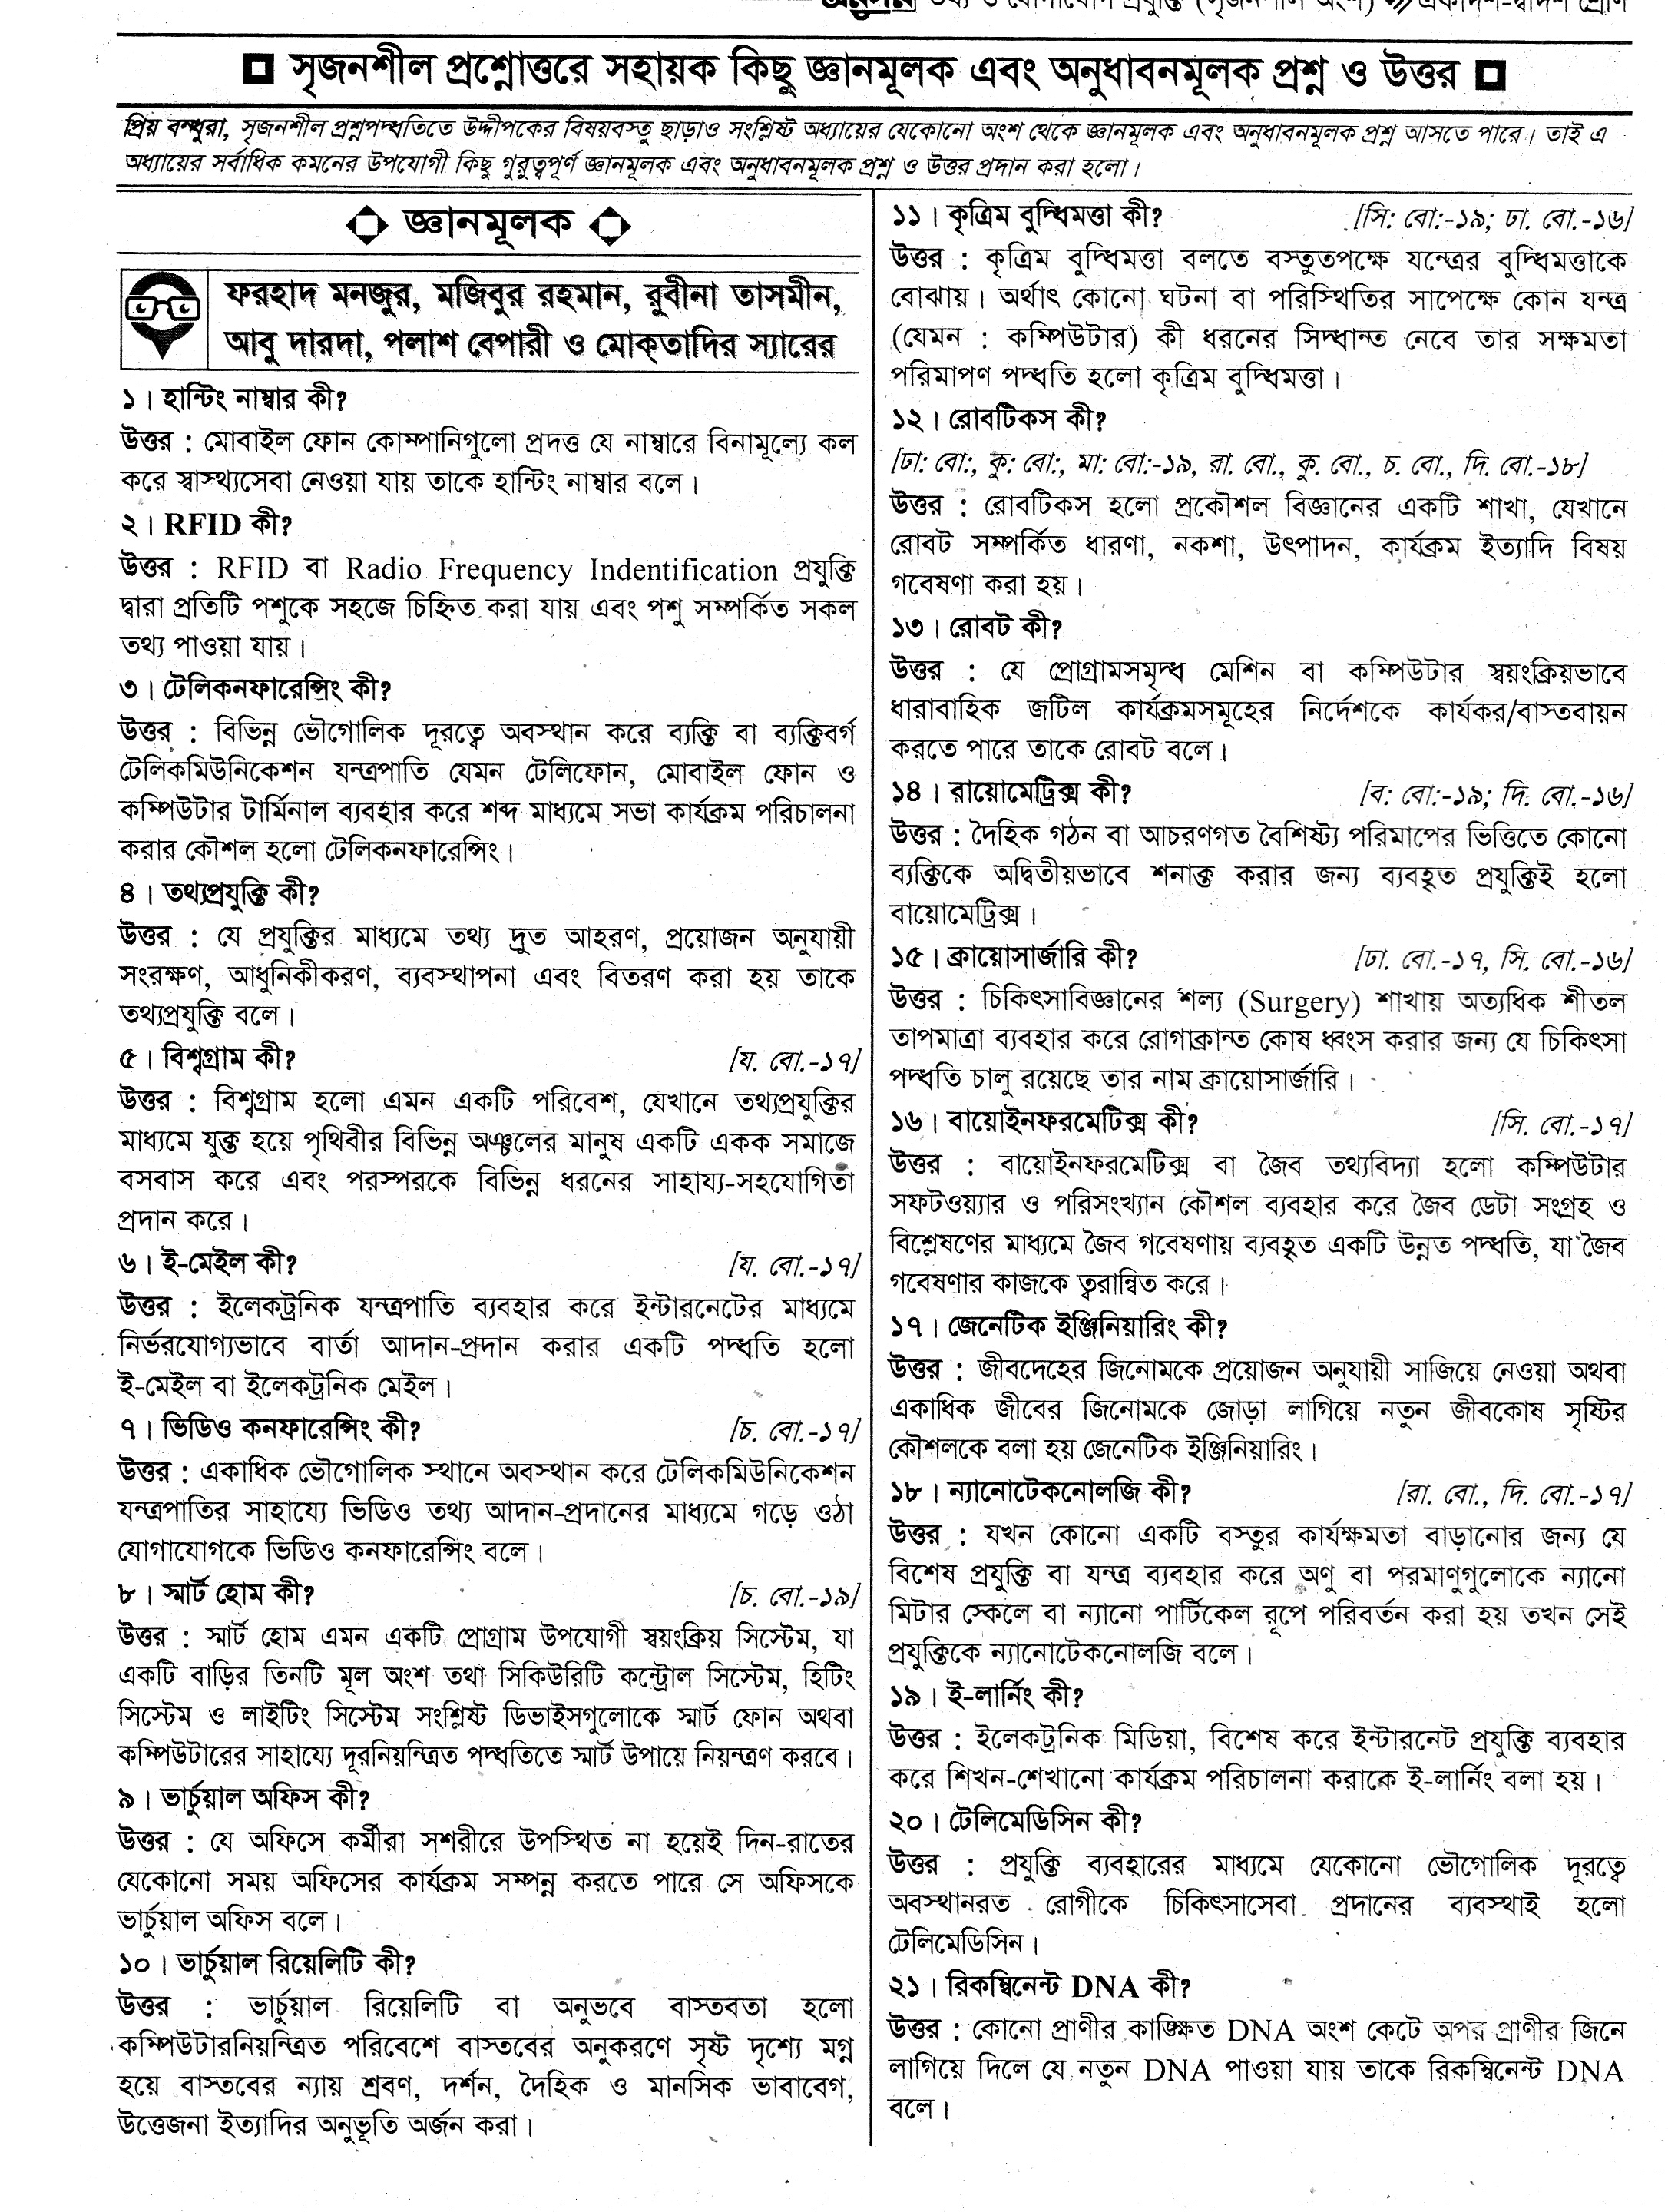 তথ্য ও যোগাযোগ প্রযুক্তি (সৃজনশীল অংশ) একাদশ-দ্বাদশ শ্রেণি
সৃজনশীল প্রশ্নোত্তরে সহায়ক কিছু জ্ঞানমূলক এবং অনুধাবনমূলক প্রশ্ন ও উত্তর
প্রিয় বন্ধুরা, সৃজনশীল প্রশ্নপদ্ধতিতে উদ্দীপকের বিষয়বস্তু ছাড়াও সংশ্লিষ্ট অধ্যায়ের যেকোনো অংশ থেকে জ্ঞানমূলক এবং অনুধাবনমূলক প্রশ্ন আসতে পারে। তাই এ
অধ্যায়ের সর্বাধিক কমনের উপযোগী কিছু গুরুত্বপূর্ণ জ্ঞানমূলক এবং অনুধাবনমূলক প্রশ্ন ও উত্তর প্রদান করা হলো।
জ্ঞানমূলক
ফরহাদ মনজুর, মজিবুর রহমান, রুবীনা তাসমীন,
আবু দারদা, পলাশ বেপারী ও মোক্তাদির স্যারের
১। হান্টিং নাম্বার কী?
উত্তর : মোবাইল ফোন কোম্পানিগুলো প্রদত্ত যে নাম্বারে বিনামূল্যে কল
করে স্বাস্থ্যসেবা নেওয়া যায় তাকে হান্টিং নাম্বার বলে।
২। RFID কী?
উত্তর : RFID বা Radio Frequency Indentification প্রযুক্তি
দ্বারা প্রতিটি পশুকে সহজে চিহ্নিত করা যায় এবং পশু সম্পর্কিত সকল
তথ্য পাওয়া যায়।
৩। টেলিকনফারেন্সিং কী?
উত্তর : বিভিন্ন ভৌগোলিক দূরত্বে অবস্থান করে ব্যক্তি বা ব্যক্তিবর্গ
টেলিকমিউনিকেশন যন্ত্রপাতি যেমন টেলিফোন, মোবাইল ফোন ও
কম্পিউটার টার্মিনাল ব্যবহার করে শব্দ মাধ্যমে সভা কার্যক্রম পরিচালনা
করার কৌশল হলো টেলিকনফারেন্সিং।
৪। তথ্যপ্রযুক্তি কী?
উত্তর : যে প্রযুক্তির মাধ্যমে তথ্য দ্রুত আহরণ, প্রয়োজন অনুযায়ী
সংরক্ষণ, আধুনিকীকরণ, ব্যবস্থাপনা এবং বিতরণ করা হয় তাকে
তথ্যপ্রযুক্তি বলে।
৫। বিশ্বগ্রাম কী? [য. বো.-১৭]
উত্তর : বিশ্বগ্রাম হলো এমন একটি পরিবেশ, যেখানে তথ্যপ্রযুক্তির
মাধ্যমে যুক্ত হয়ে পৃথিবীর বিভিন্ন অঞ্চলের মানুষ একটি একক সমাজে
বসবাস করে এবং পরস্পরকে বিভিন্ন ধরনের সাহায্য-সহযোগিতা
প্রদান করে।
৬। ই-মেইল কী? [য. বো.-১৭]
উত্তর : ইলেকট্রনিক যন্ত্রপাতি ব্যবহার করে ইন্টারনেটের মাধ্যমে
নির্ভরযোগ্যভাবে বার্তা আদান-প্রদান করার একটি পদ্ধতি হলো
ই-মেইল বা ইলেকট্রনিক মেইল।
৭। ভিডিও কনফারেন্সিং কী? [চ. বো.-১৭]
উত্তর : একাধিক ভৌগোলিক স্থানে অবস্থান করে টেলিকমিউনিকেশন
যন্ত্রপাতির সাহায্যে ভিডিও তথ্য আদান-প্রদানের মাধ্যমে গড়ে ওঠা
যোগাযোগকে ভিডিও কনফারেন্সিং বলে।
৮। স্মার্ট হোম কী? [চ. বো.-১৯]
উত্তর : স্মার্ট হোম এমন একটি প্রোগ্রাম উপযোগী স্বয়ংক্রিয় সিস্টেম, যা
একটি বাড়ির তিনটি মূল অংশ তথা সিকিউরিটি কন্ট্রোল সিস্টেম, হিটিং
সিস্টেম ও লাইটিং সিস্টেম সংশ্লিষ্ট ডিভাইসগুলোকে স্মার্ট ফোন অথবা
কম্পিউটারের সাহায্যে দূরনিয়ন্ত্রিত পদ্ধতিতে স্মার্ট উপায়ে নিয়ন্ত্রণ করবে।
৯। ভার্চুয়াল অফিস কী?
উত্তর : যে অফিসে কর্মীরা সশরীরে উপস্থিত না হয়েই দিন-রাতের
যেকোনো সময় অফিসের কার্যক্রম সম্পন্ন করতে পারে সে অফিসকে
ভার্চুয়াল অফিস বলে।
১০। ভার্চুয়াল রিয়েলিটি কী?
উত্তর : ভার্চুয়াল রিয়েলিটি বা অনুভবে বাস্তবতা হলো
কম্পিউটারনিয়ন্ত্রিত পরিবেশে বাস্তবের অনুকরণে সৃষ্ট দৃশ্যে মগ্ন
হয়ে বাস্তবের ন্যায় শ্রবণ, দর্শন, দৈহিক ও মানসিক ভাবাবেগ,
উত্তেজনা ইত্যাদির অনুভূতি অর্জন করা।
১১। কৃত্রিম বুদ্ধিমত্তা কী? [সি: বো:-১৯; ঢা. বো.-১৬]
উত্তর : কৃত্রিম বুদ্ধিমত্তা বলতে বস্তুতপক্ষে যন্ত্রের বুদ্ধিমত্তাকে
বোঝায়। অর্থাৎ কোনো ঘটনা বা পরিস্থিতির সাপেক্ষে কোন যন্ত্র
(যেমন : কম্পিউটার) কী ধরনের সিদ্ধান্ত নেবে তার সক্ষমতা
পরিমাপণ পদ্ধতি হলো কৃত্রিম বুদ্ধিমত্তা।
১২। রোবটিকস কী?
[ঢা: বো:, কু: বো:, মা: বো:-১৯, রা. বো., কু. বো., চ. বো., দি. বো.-১৮]
উত্তর : রোবটিকস হলো প্রকৌশল বিজ্ঞানের একটি শাখা, যেখানে
রোবট সম্পর্কিত ধারণা, নকশা, উৎপাদন, কার্যক্রম ইত্যাদি বিষয়
গবেষণা করা হয়।
১৩। রোবট কী?
উত্তর : যে প্রোগ্রামসমৃদ্ধ মেশিন বা কম্পিউটার স্বয়ংক্রিয়ভাবে
ধারাবাহিক জটিল কার্যক্রমসমূহের নির্দেশকে কার্যকর/বাস্তবায়ন
করতে পারে তাকে রোবট বলে।
১৪। রায়োমেট্রিক্স কী? [ব: বো:-১৯; দি. বো.-১৬]
উত্তর : দৈহিক গঠন বা আচরণগত বৈশিষ্ট্য পরিমাপের ভিত্তিতে কোনো
ব্যক্তিকে অদ্বিতীয়ভাবে শনাক্ত করার জন্য ব্যবহৃত প্রযুক্তিই হলো
বায়োমেট্রিক্স।
১৫। ক্রায়োসার্জারি কী? [ঢা. বো.-১৭, সি. বো.-১৬]
উত্তর : চিকিৎসাবিজ্ঞানের শল্য (Surgery) শাখায় অত্যধিক শীতল
তাপমাত্রা ব্যবহার করে রোগাক্রান্ত কোষ ধ্বংস করার জন্য যে চিকিৎসা
পদ্ধতি চালু রয়েছে তার নাম ক্রায়োসার্জারি।
১৬। বায়োইনফরমেটিক্স কী? [সি. বো.-১৭]
উত্তর : বায়োইনফরমেটিক্স বা জৈব তথ্যবিদ্যা হলো কম্পিউটার
সফটওয়্যার ও পরিসংখ্যান কৌশল ব্যবহার করে জৈব ডেটা সংগ্রহ ও
বিশ্লেষণের মাধ্যমে জৈব গবেষণায় ব্যবহৃত একটি উন্নত পদ্ধতি, যা জৈব
গবেষণার কাজকে ত্বরান্বিত করে।
১৭। জেনেটিক ইঞ্জিনিয়ারিং কী?
উত্তর : জীবদেহের জিনোমকে প্রয়োজন অনুযায়ী সাজিয়ে নেওয়া অথবা
একাধিক জীবের জিনোমকে জোড়া লাগিয়ে নতুন জীবকোষ সৃষ্টির
কৌশলকে বলা হয় জেনেটিক ইঞ্জিনিয়ারিং।
১৮। ন্যানোটেকনোলজি কী? [রা. বো., দি. বো.-১৭]
উত্তর : যখন কোনো একটি বস্তুর কার্যক্ষমতা বাড়ানোর জন্য যে
বিশেষ প্রযুক্তি বা যন্ত্র ব্যবহার করে অণু বা পরমাণুগুলোকে ন্যানো
মিটার স্কেলে বা ন্যানো পার্টিকেল রূপে পরিবর্তন করা হয় তখন সেই
প্রযুক্তিকে ন্যানোটেকনোলজি বলে।
১৯। ই-লার্নিং কী?
উত্তর : ইলেকট্রনিক মিডিয়া, বিশেষ করে ইন্টারনেট প্রযুক্তি ব্যবহার
করে শিখন-শেখানো কার্যক্রম পরিচালনা করাকে ই-লার্নিং বলা হয়।
২০। টেলিমেডিসিন কী?
উত্তর : প্রযুক্তি ব্যবহারের মাধ্যমে যেকোনো ভৌগোলিক দূরত্বে
অবস্থানরত রোগীকে চিকিৎসাসেবা প্রদানের ব্যবস্থাই হলো
টেলিমেডিসিন।
২১। রিকম্বিনেন্ট DNA কী?
উত্তর : কোনো প্রাণীর কাঙ্ক্ষিত DNA অংশ কেটে অপর প্রাণীর জিনে
লাগিয়ে দিলে যে নতুন DNA পাওয়া যায় তাকে রিকম্বিনেন্ট DNA
বলে।